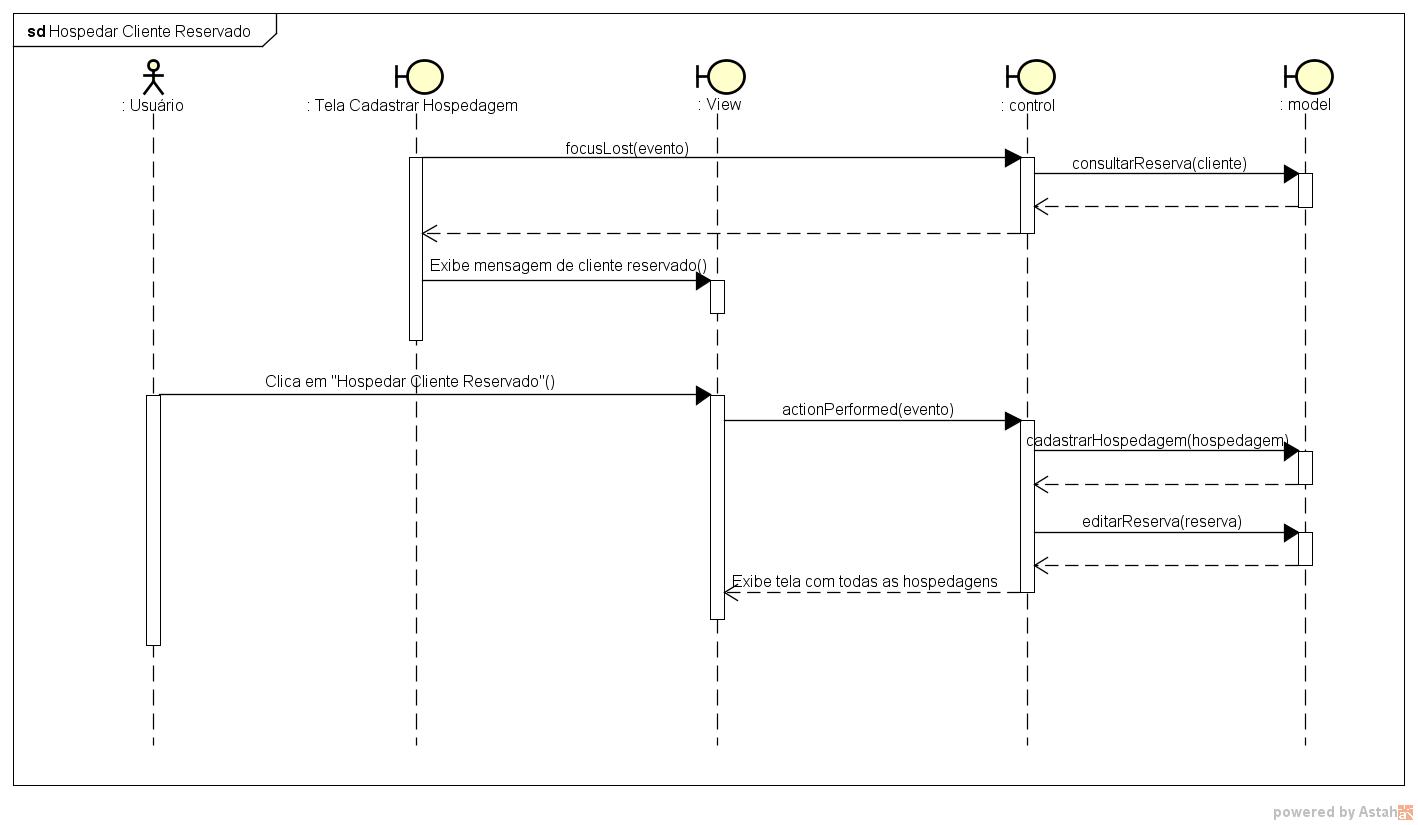 sd Hospedar Cliente Reservado
: Usuário
: Tela Cadastrar Hospedagem
: View
: control
: model
focusLost(evento)
consultarReserva(cliente)
Exibe mensagem de cliente reservado()
Clica em "Hospedar Cliente Reservado"()
actionPerformed(evento)
cadastrarHospedagem(hospedagem)
editarReserva(reserva)
Exibe tela com todas as hospedagens
powered by Astah